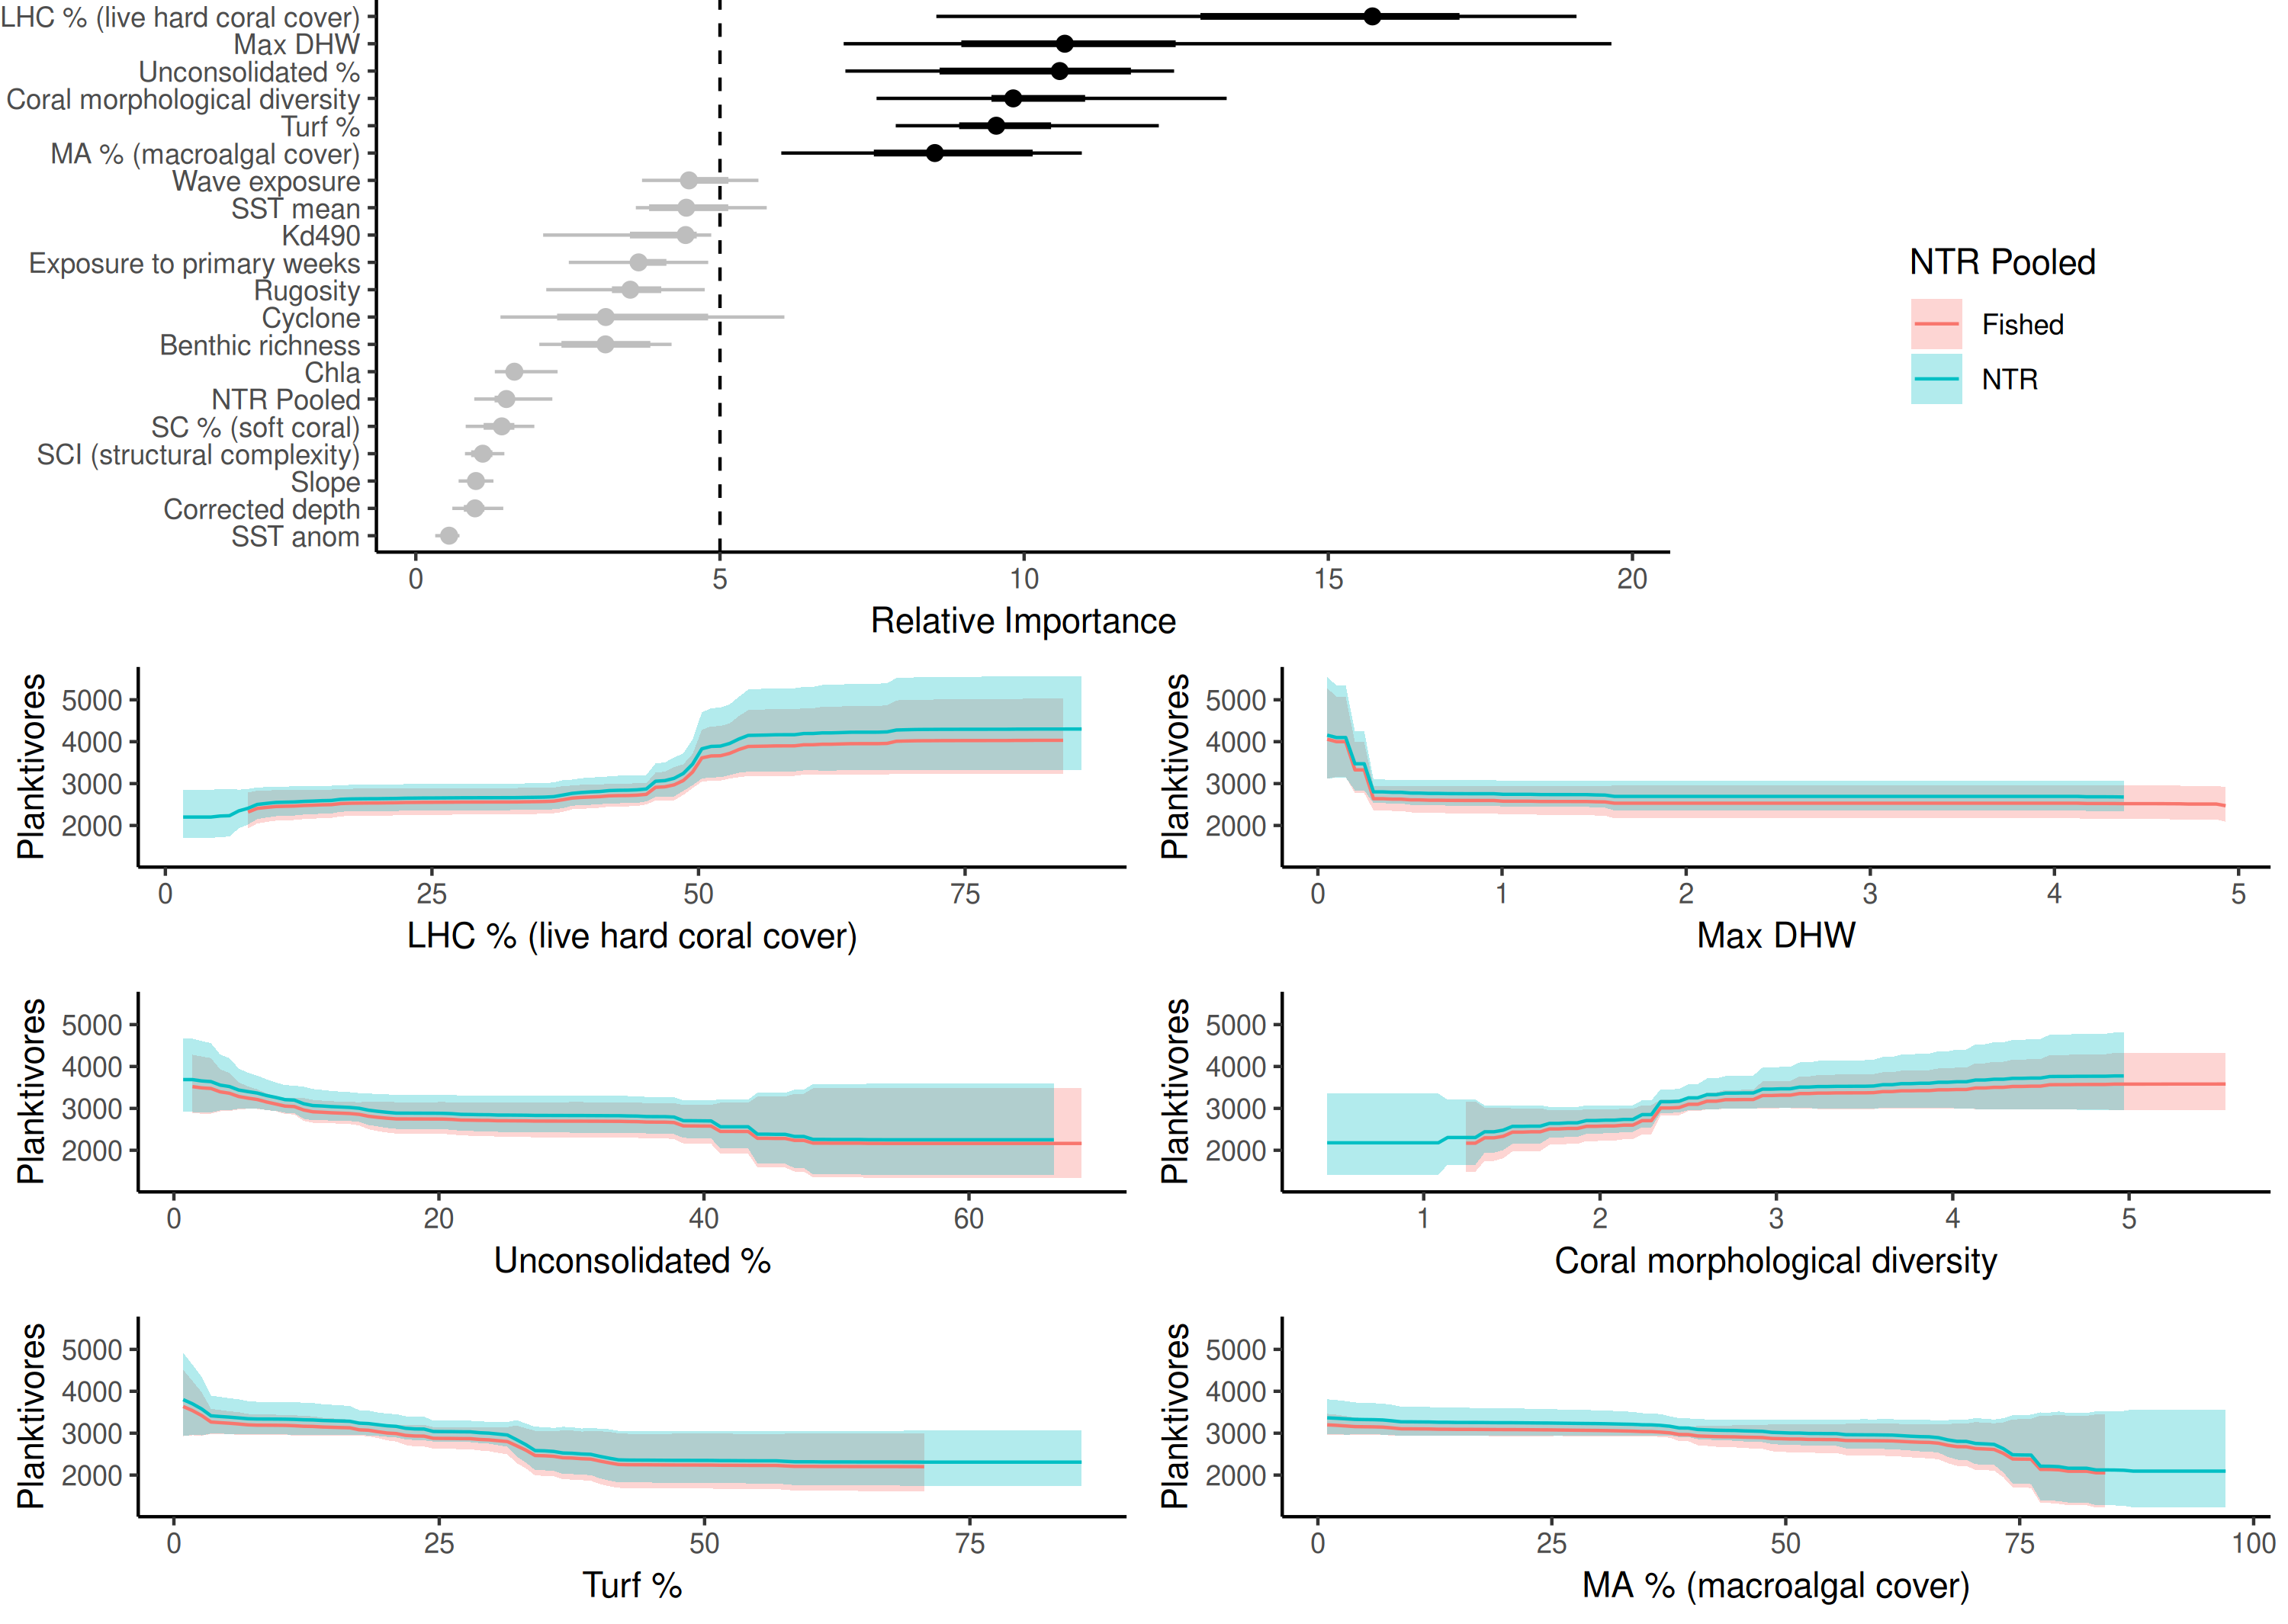 LHC % (live hard coral cover)
Max DHW
Unconsolidated %
Coral morphological diversity
Turf %
MA % (macroalgal cover)
Wave exposure
SST mean
Kd490
Exposure to primary weeks
Rugosity
Cyclone
Benthic richness
Chla
NTR Pooled
SC % (soft coral)
SCI (structural complexity)
Slope
Corrected depth
SST anom
0 5 10 15 20
Relative Importance
NTR Pooled
Fished
NTR
Planktivores
5000
4000
3000
2000
0 25 50 75
LHC % (live hard coral cover)
Planktivores
5000
4000
3000
2000
0 1 2 3 4 5
Max DHW
Planktivores
5000
4000
3000
2000
0 20 40 60
Unconsolidated %
Planktivores
5000
4000
3000
2000
1 2 3 4 5
Coral morphological diversity
Planktivores
5000
4000
3000
2000
0 25 50 75
Turf %
Planktivores
5000
4000
3000
2000
0 25 50 75 100
MA % (macroalgal cover)